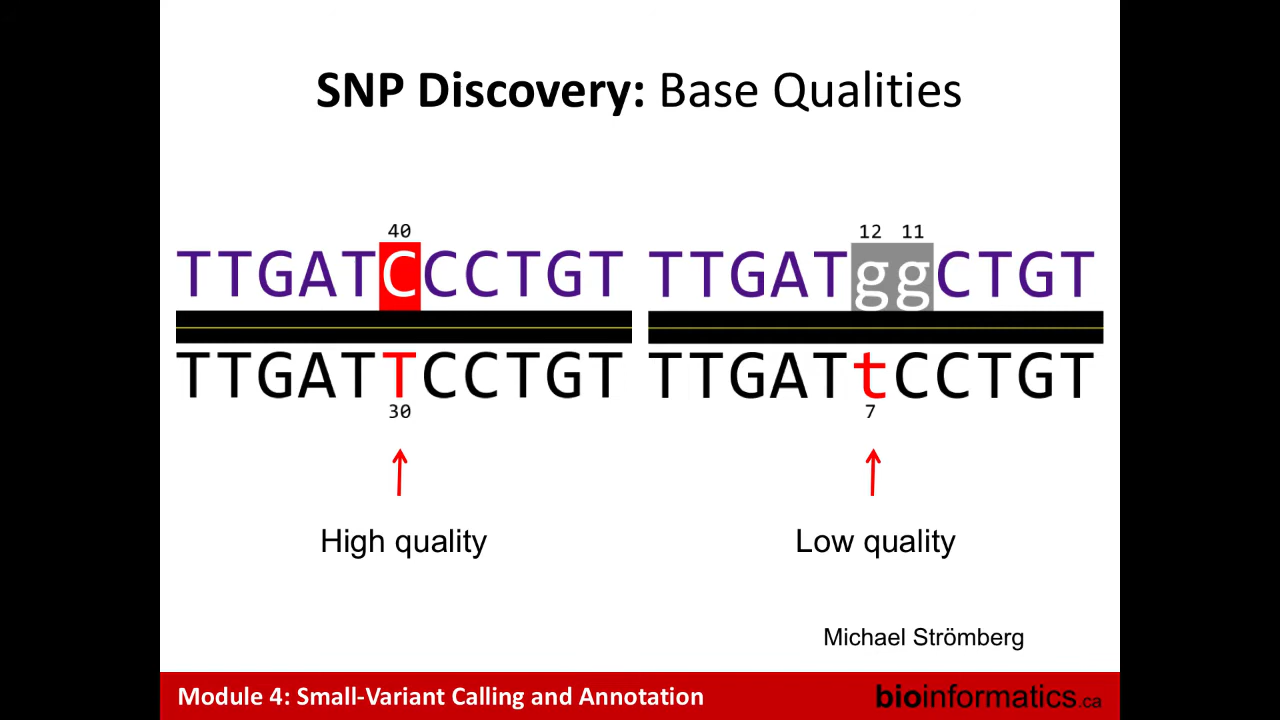 SNP Discovery: Base Qualities
40
TTGATCCCTGT
TTGATTCCTGT
30
High quality
12 11
TTGATggCTGT
TTGATtCCTGT
7
Low quality
Michael Strömberg
Module 4: Small-Variant Calling and Annotation
bioinformatics.ca